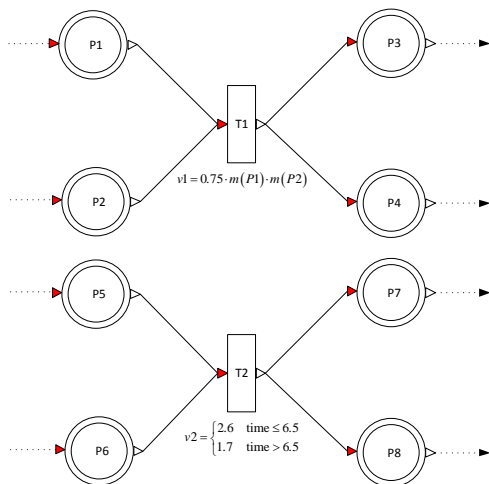 P1
P3
T1
v1 = 0.75 · m(P1) · m(P2)
P2
P4
P5
P7
T2
v2 = { 2.6 time ≤ 6.5
1.7 time > 6.5
P6
P8